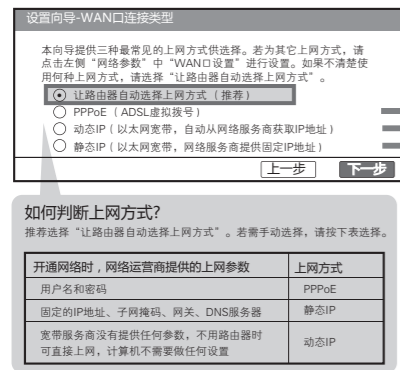 设置向导-WAN口连接类型
本向导提供三种最常见的上网方式供选择。若为其它上网方式，请
点击左侧“网络参数”中“WAN口设置”进行设置。如果不清楚使
用何种上网方式，请选择“让路由器自动选择上网方式”。
让路由器自动选择上网方式（推荐）
PPPoE（ADSL虚拟拨号）
动态IP（以太网宽带，自动从网络服务商获取IP地址）
静态IP（以太网宽带，网络服务商提供固定IP地址）
上一步 下一步
如何判断上网方式?
推荐选择“让路由器自动选择上网方式”。若需手动选择，请按下表选择。
开通网络时，网络运营商提供的上网参数 上网方式
用户名和密码 PPPoE
固定的IP地址、子网掩码、网关、DNS服务器 静态IP
宽带服务商没有提供任何参数，不用路由器时
可直接上网，计算机不需要做任何设置 动态IP